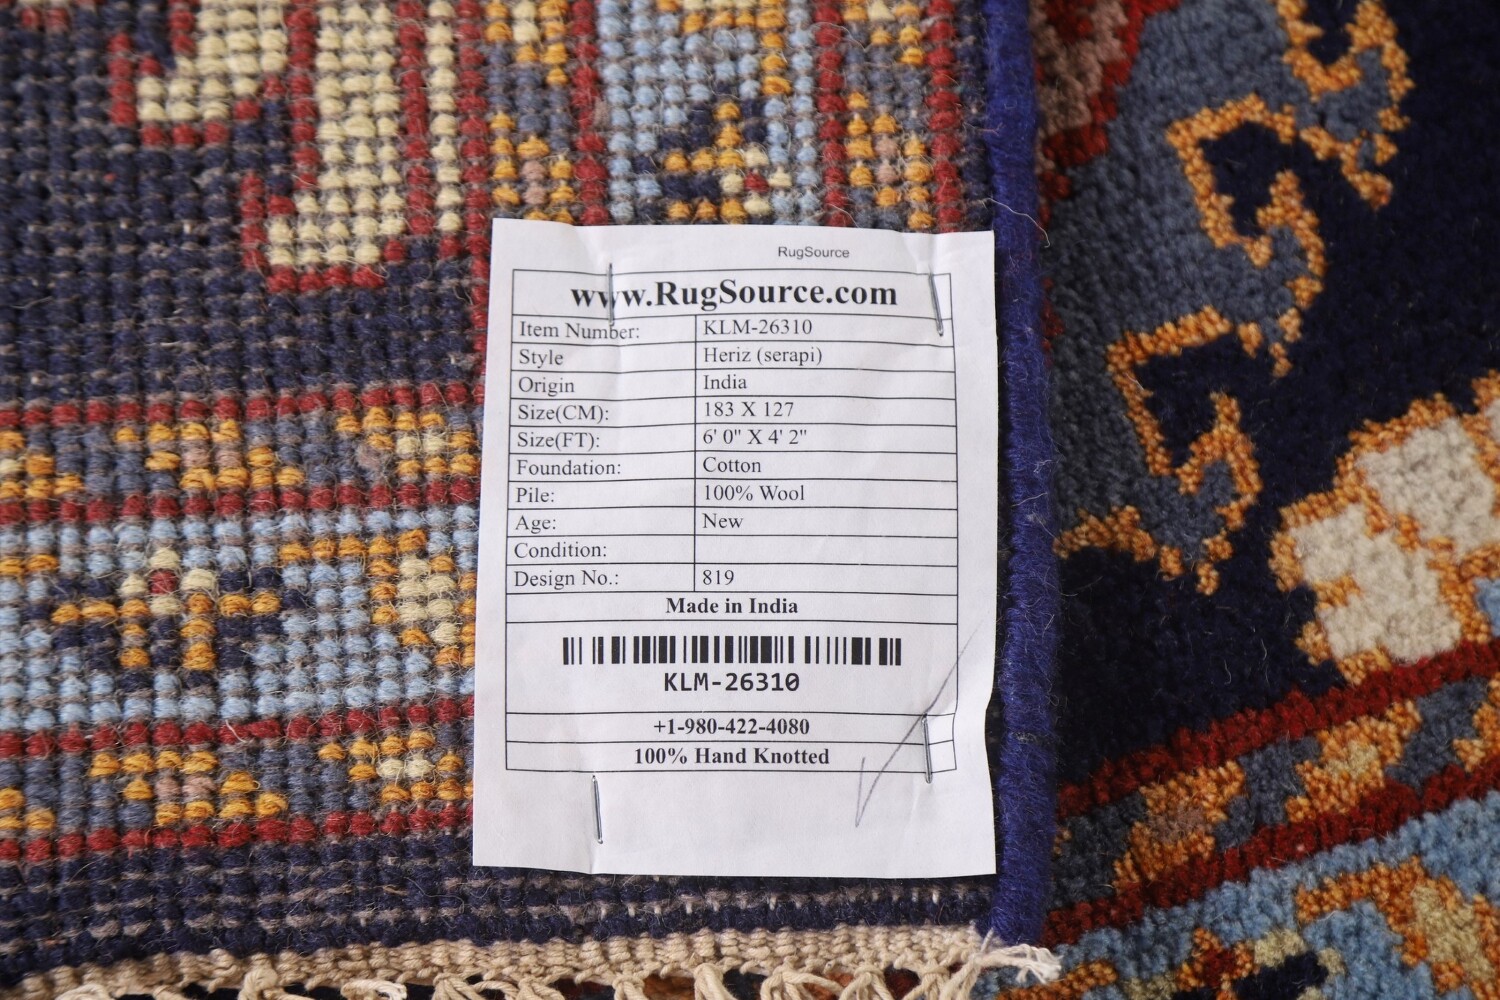 RugSource
www.RugSource.com
Item Number: KLM-26310
Style Heriz (serapi)
Origin India
Size(CM): 183 X 127
Size(FT): 6' 0" X 4' 2"
Foundation: Cotton
Pile: 100% Wool
Age: New
Condition:
Design No.: 819
Made in India
KLM-26310
+1-980-422-4080
100% Hand Knotted